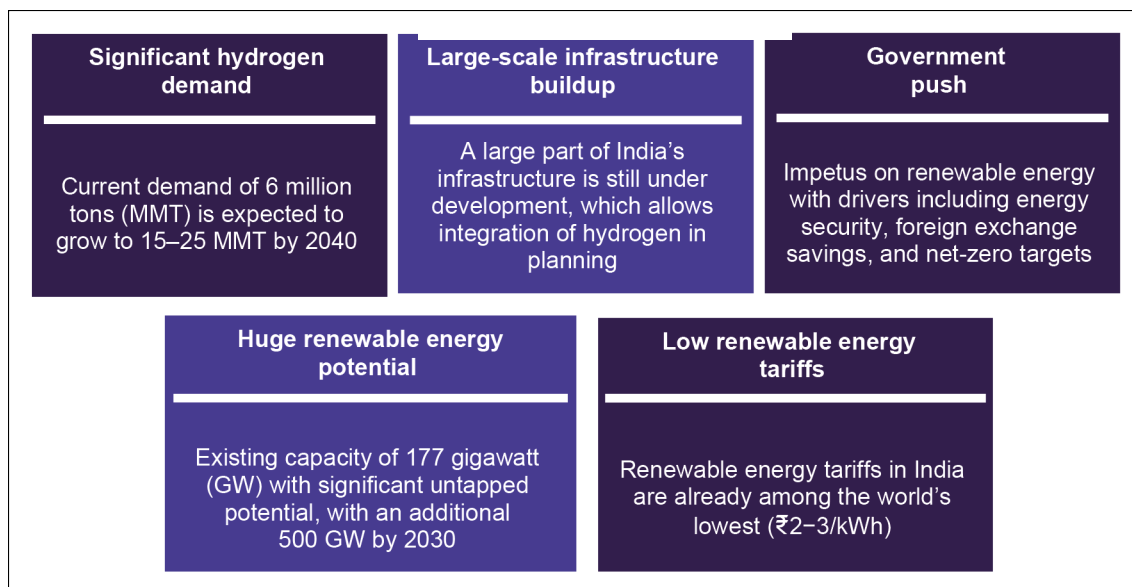 Significant hydrogen
demand
Current demand of 6 million
tons (MMT) is expected to
grow to 15–25 MMT by 2040
Large-scale infrastructure
buildup
A large part of India’s
infrastructure is still under
development, which allows
integration of hydrogen in
planning
Government
push
Impetus on renewable energy
with drivers including energy
security, foreign exchange
savings, and net-zero targets
Huge renewable energy
potential
Existing capacity of 177 gigawatt
(GW) with significant untapped
potential, with an additional
500 GW by 2030
Low renewable energy
tariffs
Renewable energy tariffs in India
are already among the world’s
lowest (₹2−3/kWh)